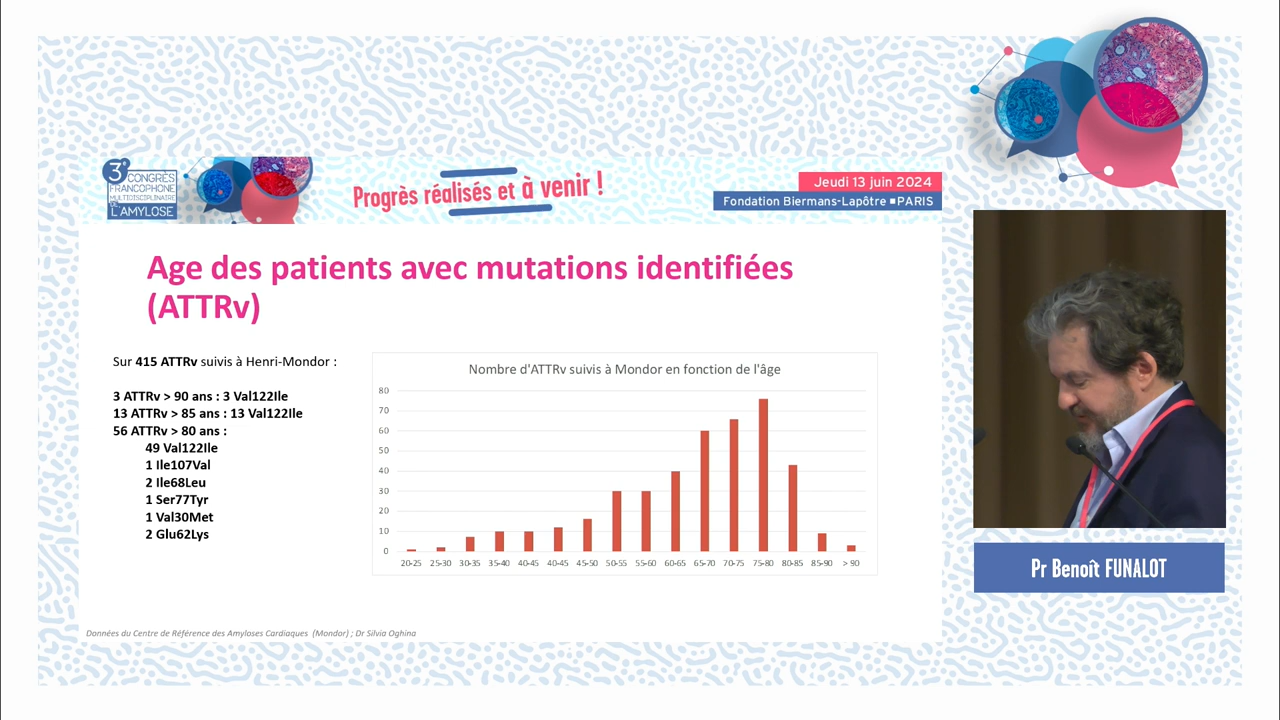 3e
CONGRÈS
FRANCOPHONE
MULTIDISCIPLINAIRE
DE
L'AMYLOSE
Progrès réalisés et à venir !
Jeudi 13 juin 2024
Fondation Biermans-Lapôtre ■ PARIS
Age des patients avec mutations identifiées
(ATTRv)
Sur 415 ATTRv suivis à Henri-Mondor :
3 ATTRv > 90 ans : 3 Val122Ile
13 ATTRv > 85 ans : 13 Val122Ile
56 ATTRv > 80 ans :
49 Val122Ile
1 Ile107Val
2 Ile68Leu
1 Ser77Tyr
1 Val30Met
2 Glu62Lys
Nombre d'ATTRv suivis à Mondor en fonction de l'âge
80
70
60
50
40
30
20
10
0
20-25 25-30 30-35 35-40 40-45 40-45 45-50 50-55 55-60 60-65 65-70 70-75 75-80 80-85 85-90 > 90
Données du Centre de Référence des Amyloses Cardiaques (Mondor) ; Dr Silvia Oghina
Pr Benoît FUNALOT